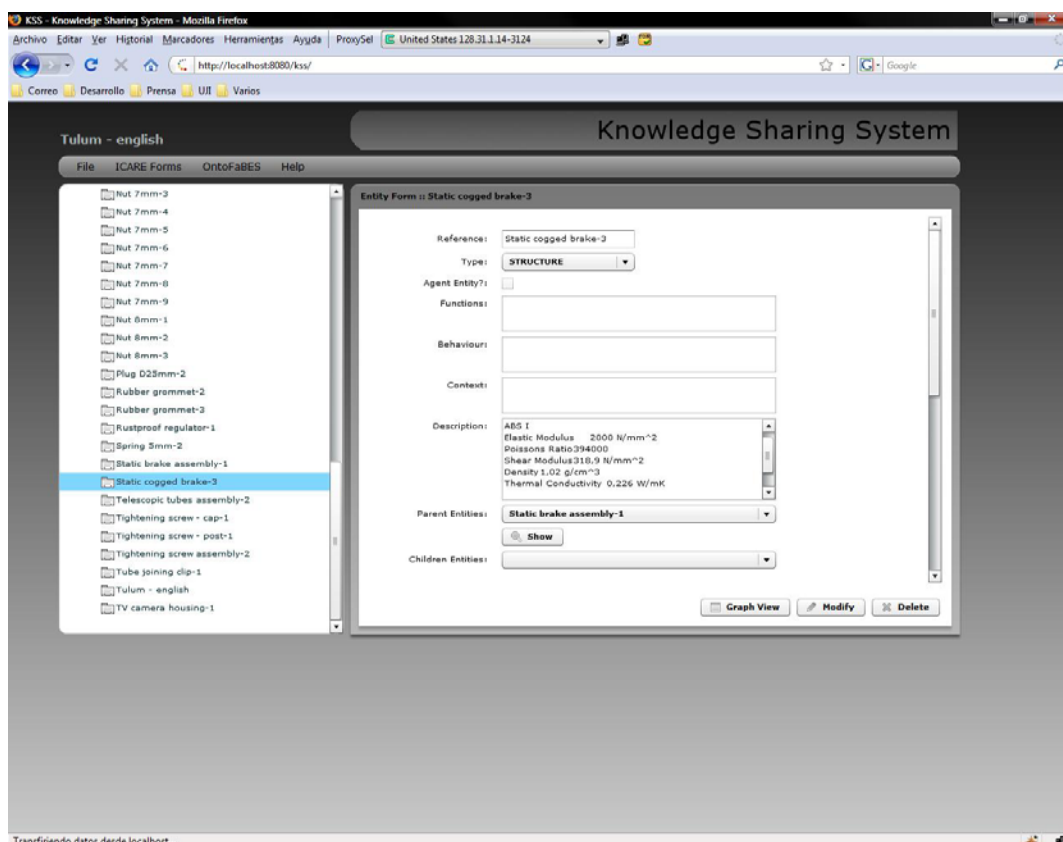 KSS - Knowledge Sharing System - Mozilla Firefox
Archivo Editar Ver Historial Marcadores Herramientas Ayuda ProxySel United States 128.31.1.14-3124
http://localhost:8080/kss/ Google
Correo Desarrollo Prensa UJI Varios
Tulum - english Knowledge Sharing System
File ICARE Forms OntoFaBES Help
Nut 7mm-3
Nut 7mm-4
Nut 7mm-5
Nut 7mm-6
Nut 7mm-7
Nut 7mm-8
Nut 7mm-9
Nut 8mm-1
Nut 8mm-2
Nut 8mm-3
Plug D25mm-2
Rubber grommet-2
Rubber grommet-3
Rustproof regulator-1
Spring 5mm-2
Static brake assembly-1
Static cogged brake-3
Telescopic tubes assembly-2
Tightening screw - cap-1
Tightening screw - post-1
Tightening screw assembly-2
Tube joining clip-1
Tulum - english
TV camera housing-1
Entity Form :: Static cogged brake-3
Reference: Static cogged brake-3
Type: STRUCTURE
Agent Entity?:
Functions:
Behaviour:
Context:
Description: ABS I
Elastic Modulus 2000 N/mm^2
Poissons Ratio394000
Shear Modulus318.9 N/mm^2
Density 1.02 g/cm^3
Thermal Conductivity 0.226 W/mK
Parent Entities: Static brake assembly-1
Show
Children Entities:
Graph View Modify Delete
Transfiriendo datos desde localhost...